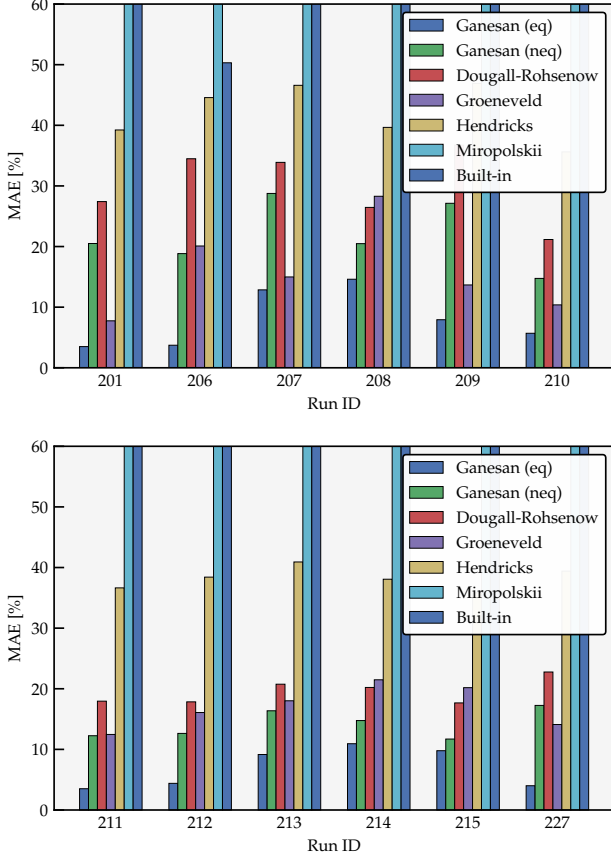 60
50
40
30
20
10
0
MAE [%]
Ganesan (eq)
Ganesan (neq)
Dougall-Rohsenow
Groeneveld
Hendricks
Miropolskii
Built-in
201 206 207 208 209 210
Run ID
60
50
40
30
20
10
0
MAE [%]
Ganesan (eq)
Ganesan (neq)
Dougall-Rohsenow
Groeneveld
Hendricks
Miropolskii
Built-in
211 212 213 214 215 227
Run ID